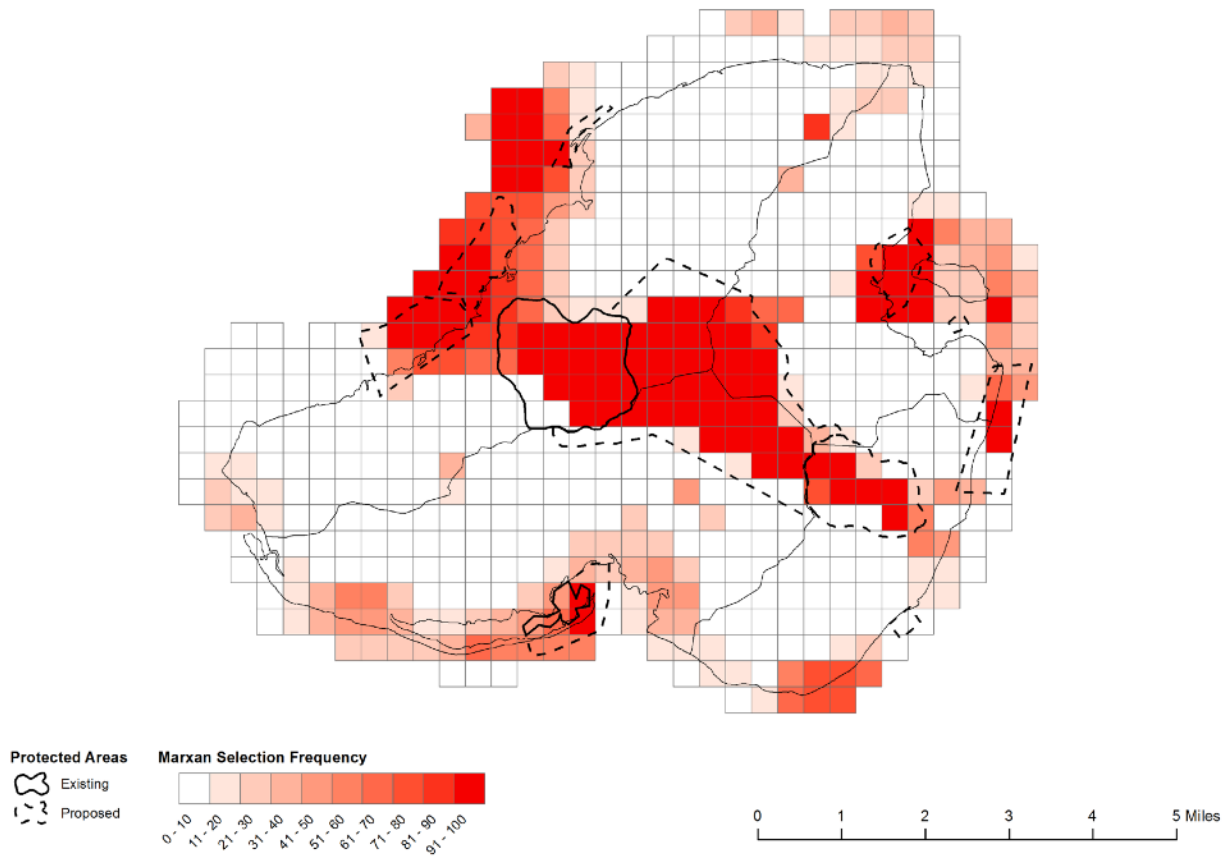 Protected Areas
Existing
Proposed
Marxan Selection Frequency
0 - 10
11 - 20
21 - 30
31 - 40
41 - 50
51 - 60
61 - 70
71 - 80
81 - 90
91 - 100
0 1 2 3 4 5 Miles